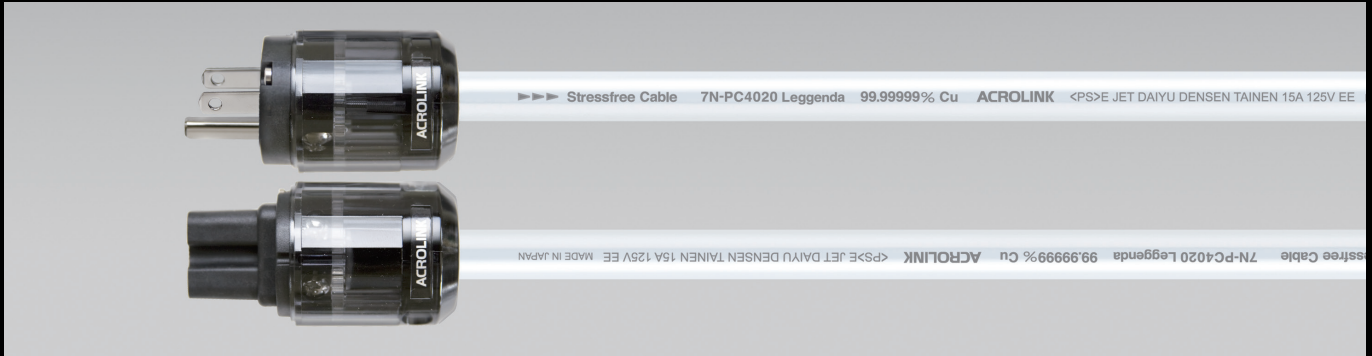 ACROLINK
▶▶▶ Stressfree Cable 7N-PC4020 Leggenda 99.99999% Cu ACROLINK <PS>E JET DAIYU DENSEN TAINEN 15A 125V EE
ACROLINK
ssfree Cable 7N-PC4020 Leggenda 99.99999% Cu ACROLINK <PS>E JET DAIYU DENSEN TAINEN 15A 125V EE MADE IN JAPAN